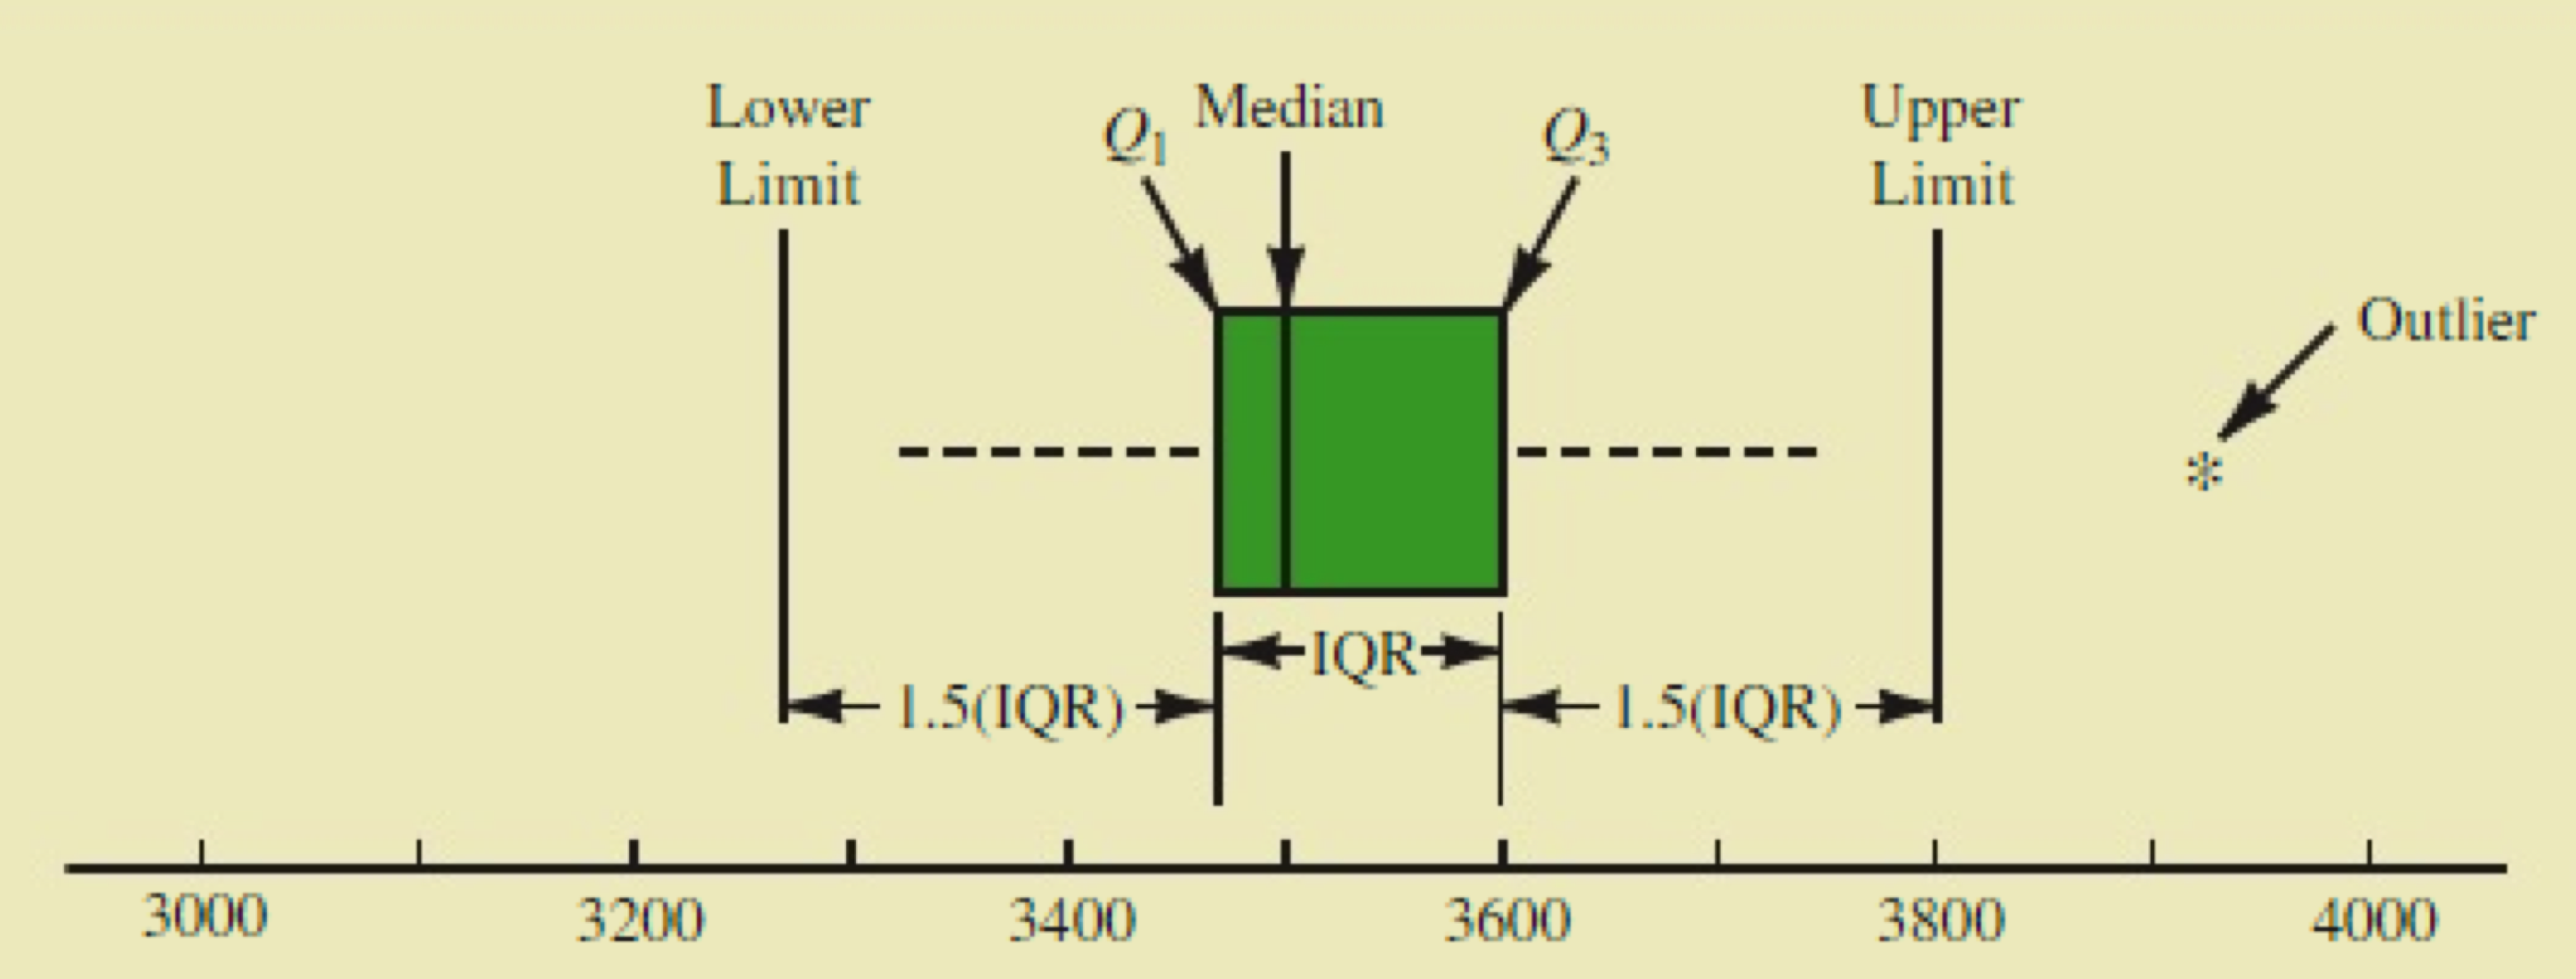 Lower
Limit
Q1
Median
Q3
Upper
Limit
Outlier
IQR
1.5(IQR)
1.5(IQR)
*
3000
3200
3400
3600
3800
4000